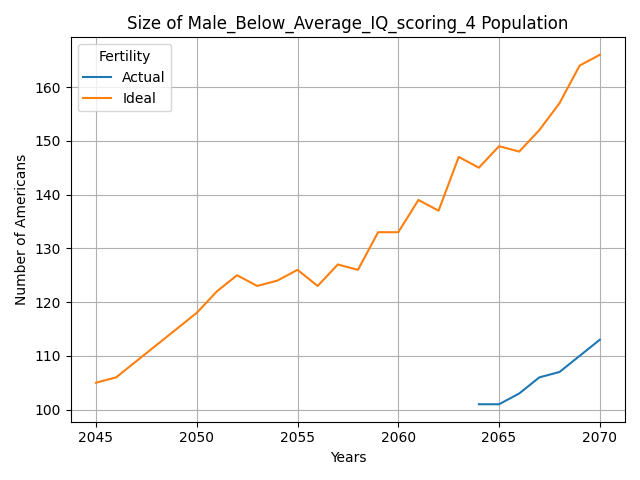 Size of Male_Below_Average_IQ_scoring_4 Population
Fertility
Actual
Ideal
Number of Americans
160
150
140
130
120
110
100
2045 2050 2055 2060 2065 2070
Years